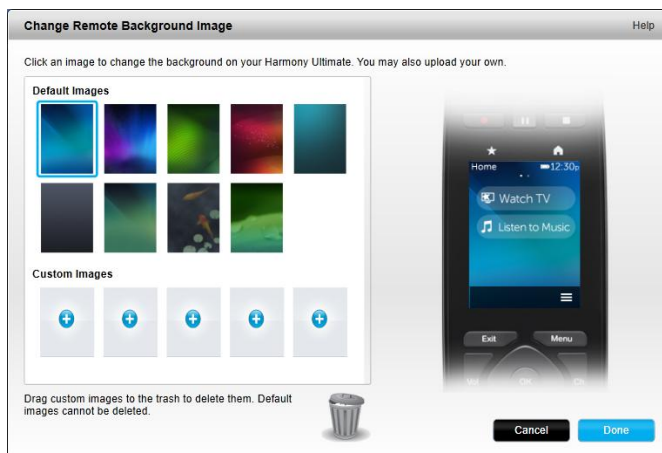 Change Remote Background Image
Help
Click an image to change the background on your Harmony Ultimate. You may also upload your own.
Default Images
Home 12:30p
Watch TV
Listen to Music
Custom Images
Exit
Menu
OK
Drag custom images to the trash to delete them. Default
images cannot be deleted.
Cancel
Done